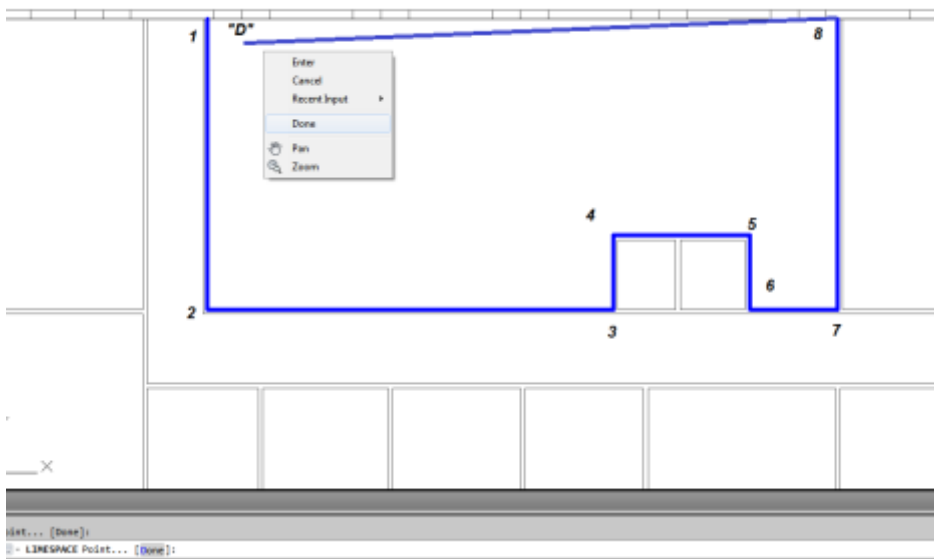 1
"D"
8
Enter
Cancel
Recent Input
Done
Pan
Zoom
4
5
6
2
3
7
oint... [Done]:
- LINESPACE Point... [Done]: